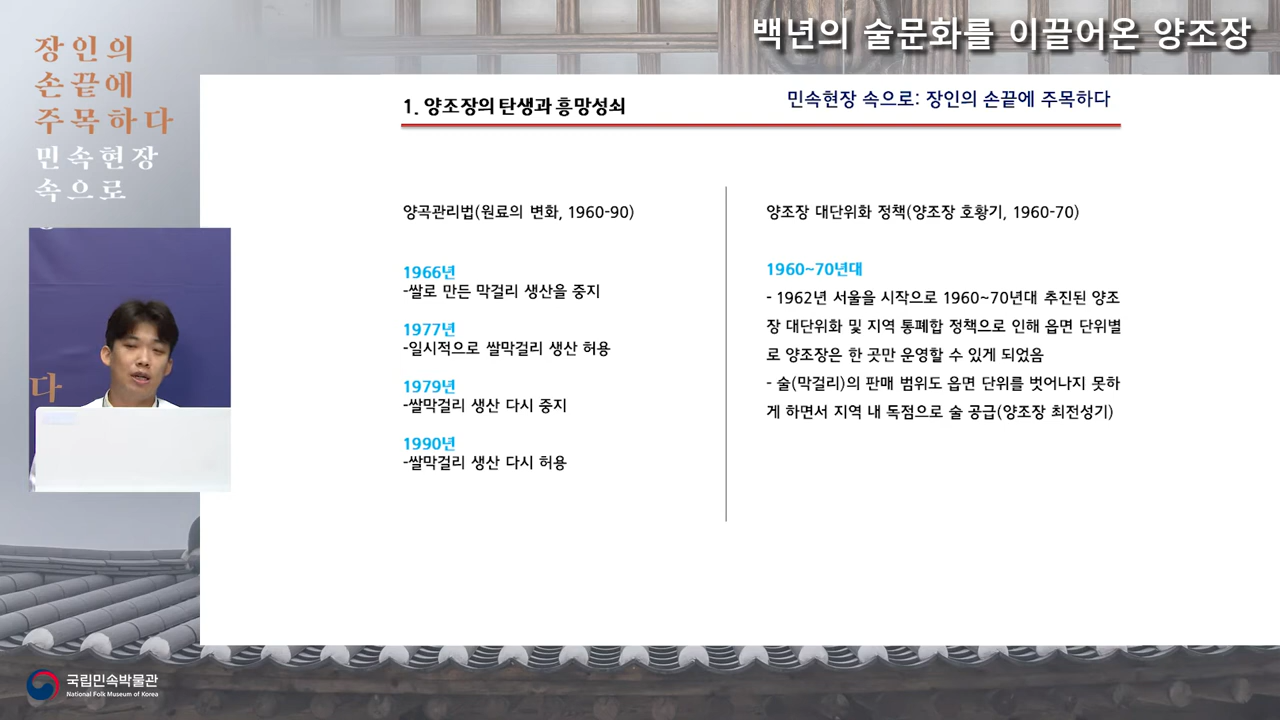 백년의 술문화를 이끌어온 양조장
장인의
손끝에
주목하다
민속현장
속으로
다
1. 양조장의 탄생과 흥망성쇠
민속현장 속으로: 장인의 손끝에 주목하다
양곡관리법(원료의 변화, 1960-90)
1966년
-쌀로 만든 막걸리 생산을 중지
1977년
-일시적으로 쌀막걸리 생산 허용
1979년
-쌀막걸리 생산 다시 중지
1990년
-쌀막걸리 생산 다시 허용
양조장 대단위화 정책(양조장 호황기, 1960-70)
1960~70년대
- 1962년 서울을 시작으로 1960~70년대 추진된 양조
장 대단위화 및 지역 통폐합 정책으로 인해 읍면 단위별
로 양조장은 한 곳만 운영할 수 있게 되었음
- 술(막걸리)의 판매 범위도 읍면 단위를 벗어나지 못하
게 하면서 지역 내 독점으로 술 공급(양조장 최전성기)
국립민속박물관
National Folk Museum of Korea